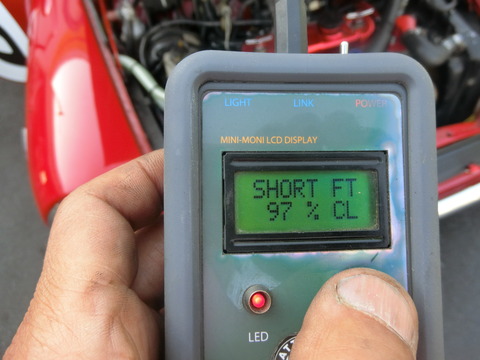 LIGHT LINK POWER
MINI-MONI LCD DISPLAY
SHORT FT
97 % CL
LED